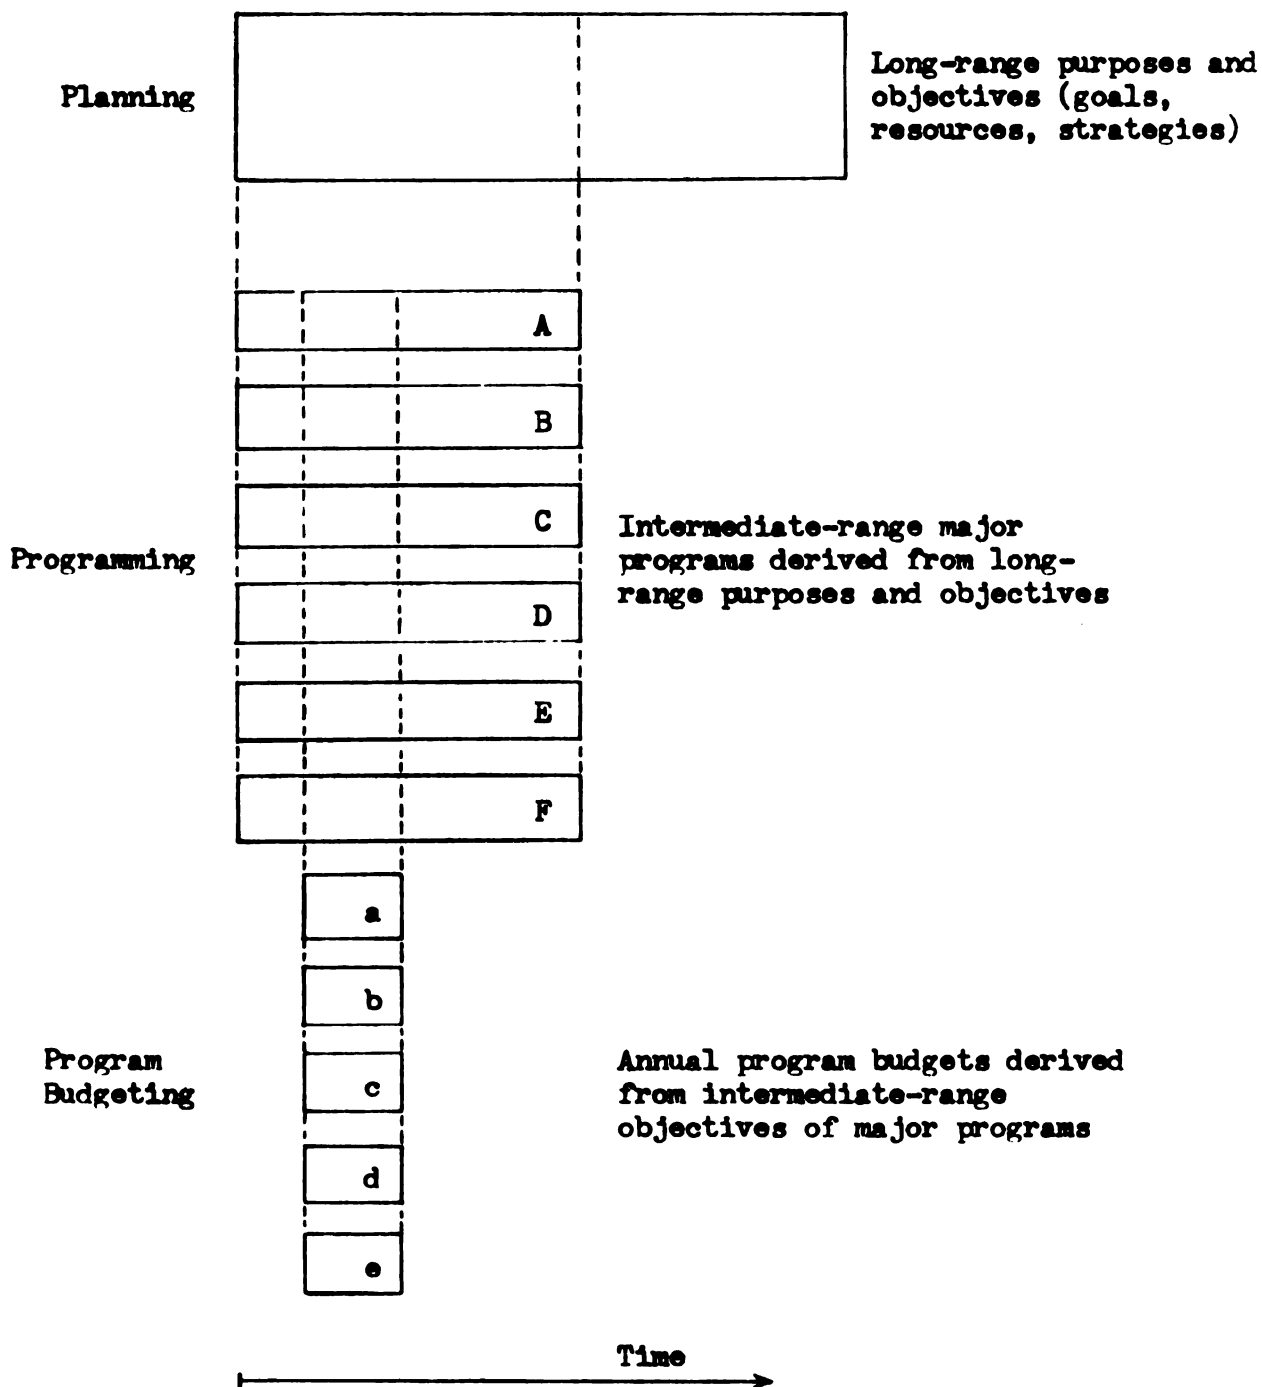 Planning
Long-range purposes and
objectives (goals,
resources, strategies)
A
B
C
D
E
F
Programming
Intermediate-range major
programs derived from long-
range purposes and objectives
a
b
c
d
e
Program
Budgeting
Annual program budgets derived
from intermediate-range
objectives of major programs
Time